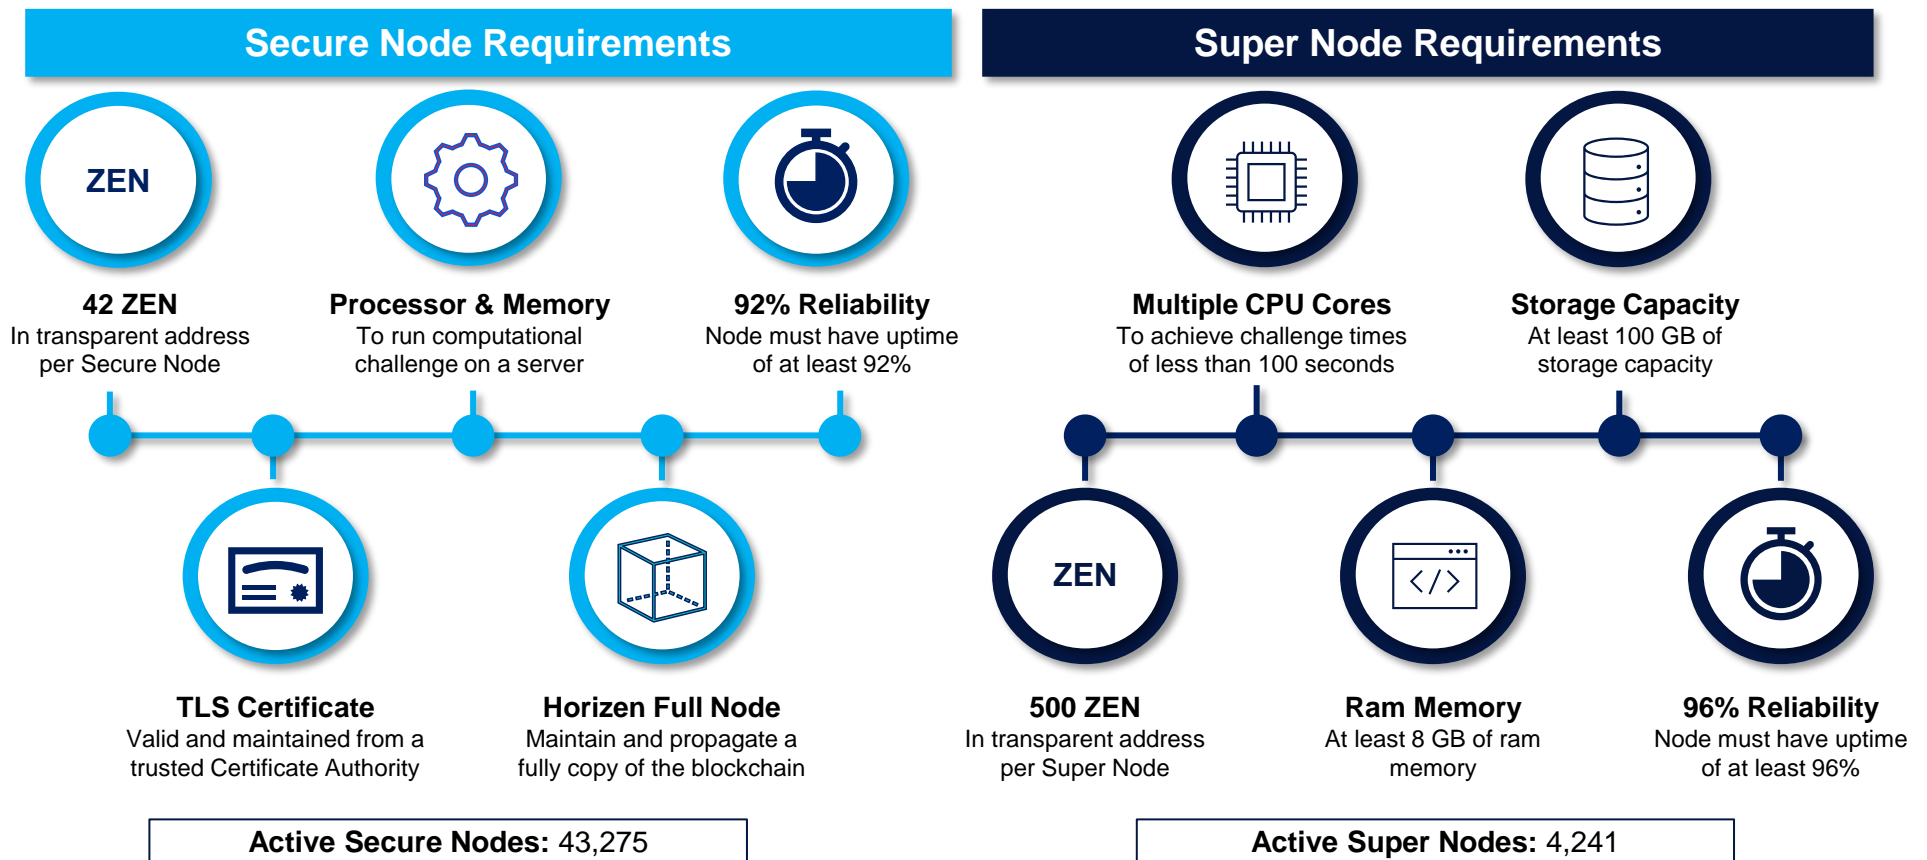 Secure Node Requirements
ZEN
42 ZEN
In transparent address
per Secure Node
Processor & Memory
To run computational
challenge on a server
92% Reliability
Node must have uptime
of at least 92%
TLS Certificate
Valid and maintained from a
trusted Certificate Authority
Horizen Full Node
Maintain and propagate a
fully copy of the blockchain
Active Secure Nodes: 43,275
Super Node Requirements
Multiple CPU Cores
To achieve challenge times
of less than 100 seconds
Storage Capacity
At least 100 GB of
storage capacity
ZEN
500 ZEN
In transparent address
per Super Node
</>
Ram Memory
At least 8 GB of ram
memory
96% Reliability
Node must have uptime
of at least 96%
Active Super Nodes: 4,241